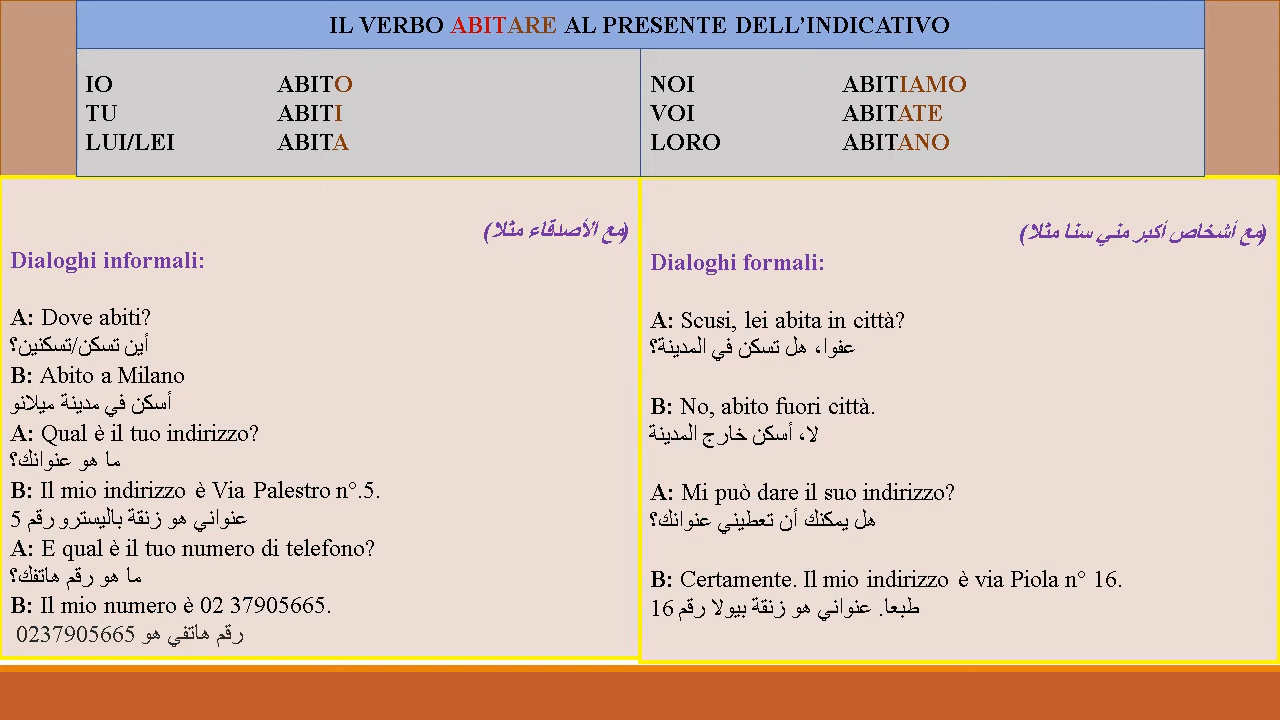 IL VERBO ABITARE AL PRESENTE DELL’INDICATIVO
IO ABITO
TU ABITI
LUI/LEI ABITA
NOI ABITIAMO
VOI ABITATE
LORO ABITANO
(مع الأصدقاء مثلا)
Dialoghi informali:
A: Dove abiti?
أين تسكن/تسكنين؟
B: Abito a Milano
أسكن في مدينة ميلانو
A: Qual è il tuo indirizzo?
ما هو عنوانك؟
B: Il mio indirizzo è Via Palestro n°.5.
عنواني هو زنقة باليسترو رقم 5
A: E qual è il tuo numero di telefono?
ما هو رقم هاتفك؟
B: Il mio numero è 02 37905665.
رقم هاتفي هو 0237905665
(مع أشخاص أكبر مني سنا مثلا)
Dialoghi formali:
A: Scusi, lei abita in città?
عفوا، هل تسكن في المدينة؟
B: No, abito fuori città.
لا، أسكن خارج المدينة
A: Mi può dare il suo indirizzo?
هل يمكنك أن تعطيني عنوانك؟
B: Certamente. Il mio indirizzo è via Piola n° 16.
طبعا. عنواني هو زنقة بيولا رقم 16